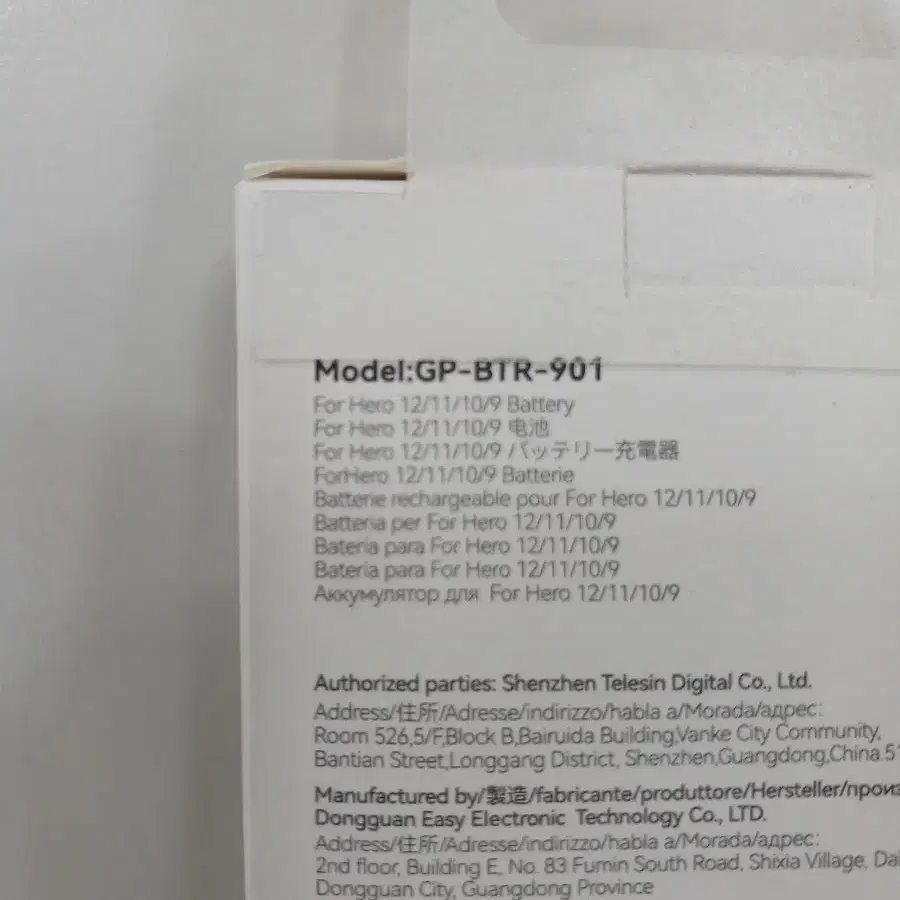 Model:GP-BTR-901
For Hero 12/11/10/9 Battery
For Hero 12/11/10/9 电池
For Hero 12/11/10/9 バッテリー充電器
ForHero 12/11/10/9 Batterie
Batterie rechargeable pour For Hero 12/11/10/9
Batteria per For Hero 12/11/10/9
Bateria para For Hero 12/11/10/9
Bateria para For Hero 12/11/10/9
Аккумулятор для For Hero 12/11/10/9
Authorized parties: Shenzhen Telesin Digital Co., Ltd.
Address/住所/Adresse/indirizzo/habla a/Morada/адрес:
Room 526,5/F,Block B,Bairuida Building,Vanke City Community,
Bantian Street,Longgang District, Shenzhen,Guangdong,China.51
Manufactured by/製造/fabricante/produttore/Hersteller/произ
Dongguan Easy Electronic Technology Co., LTD.
Address/住所/Adresse/indirizzo/habla a/Morada/адрес:
2nd floor, Building E, No. 83 Fumin South Road, Shixia Village,
Dongguan City, Guangdong Province